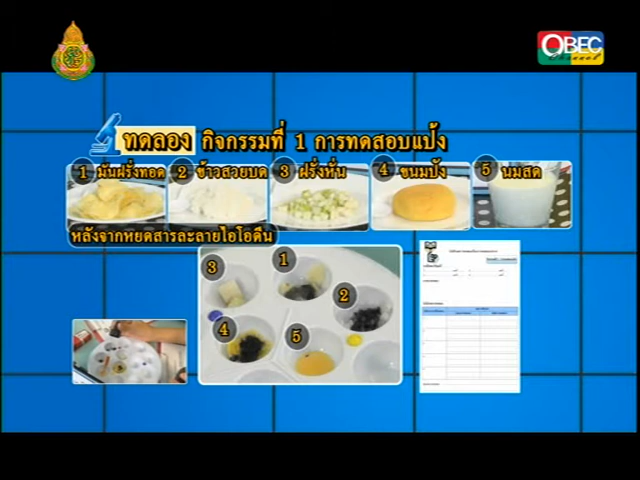 OBEC
Channel
ทดลอง กิจกรรมที่ 1 การทดสอบแป้ง
1 มันฝรั่งทอด 2 ข้าวสวยบด 3 ฝรั่งหั่น 4 ขนมปัง 5 นมสด
หลังจากหยดสารละลายไอโอดีน
3 1 2 4 5